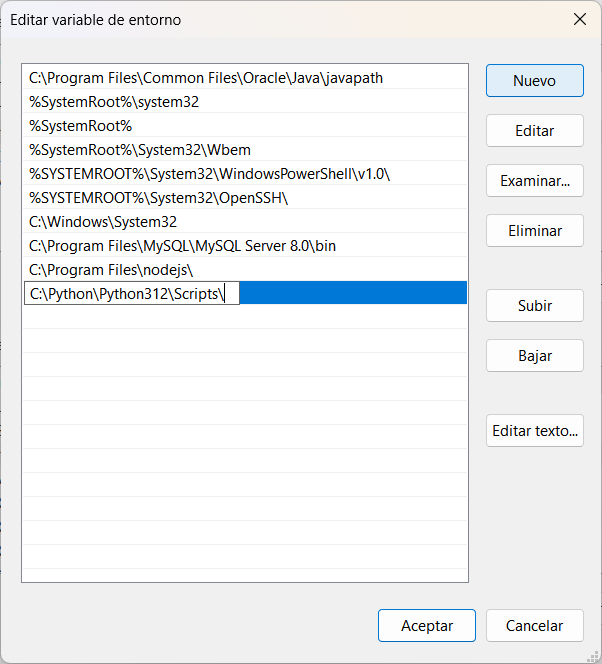 Editar variable de entorno
C:\Program Files\Common Files\Oracle\Java\javapath
%SystemRoot%\system32
%SystemRoot%
%SystemRoot%\System32\Wbem
%SYSTEMROOT%\System32\WindowsPowerShell\v1.0\
%SYSTEMROOT%\System32\OpenSSH\
C:\Windows\System32
C:\Program Files\MySQL\MySQL Server 8.0\bin
C:\Program Files\nodejs\
C:\Python\Python312\Scripts\
Nuevo
Editar
Examinar...
Eliminar
Subir
Bajar
Editar texto...
Aceptar
Cancelar